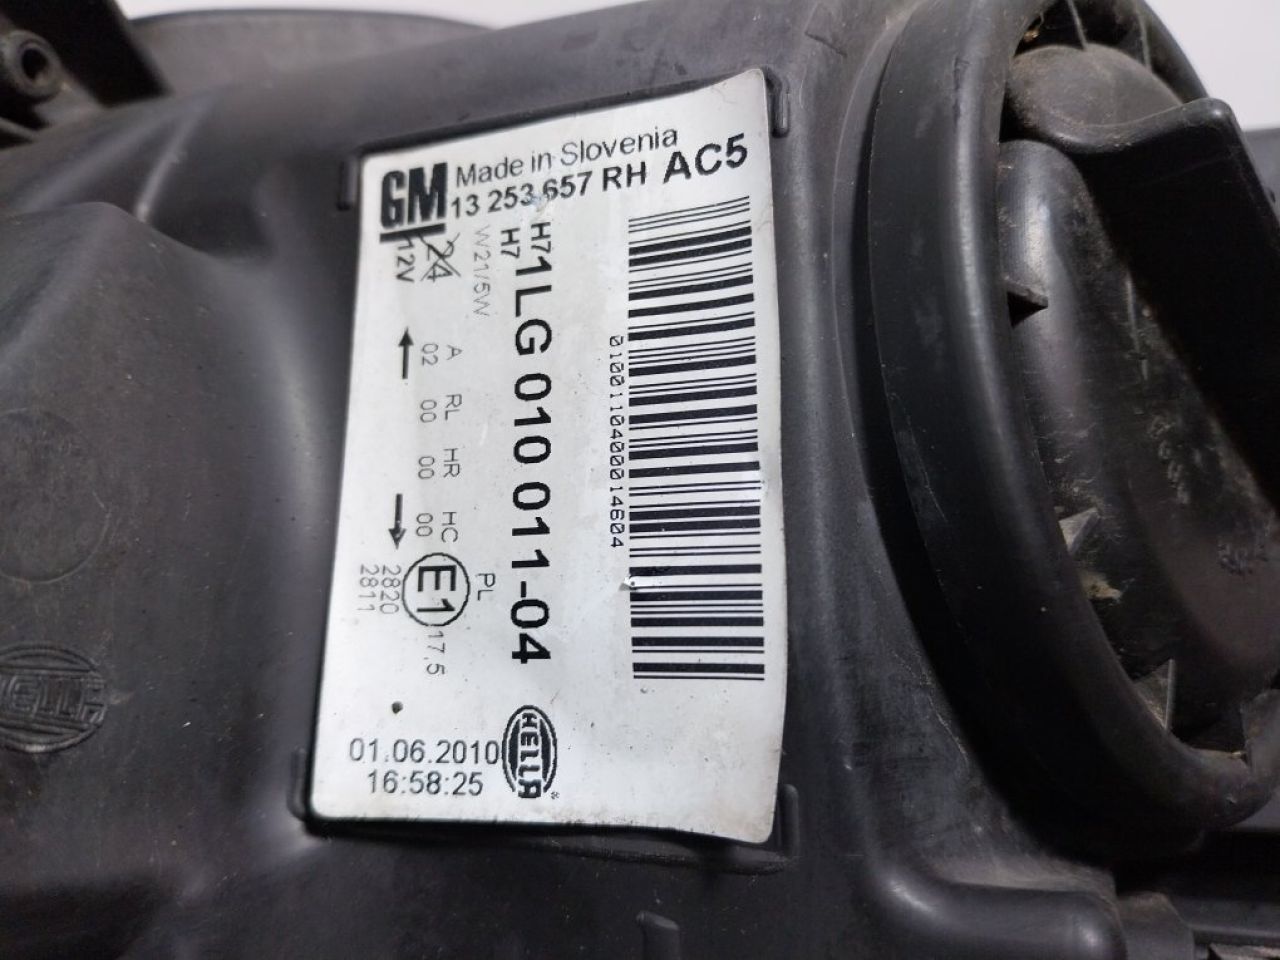 GM Made in Slovenia
13 253 657 RH AC5
H7
H7
W21/5W
24
12V
1LG 010 011-04
A RL HR HC PL
02 00 00 00 E1 17,5
2820
2811
01001104000014604
01.06.2010
16:58:25
HELLA
HELLA